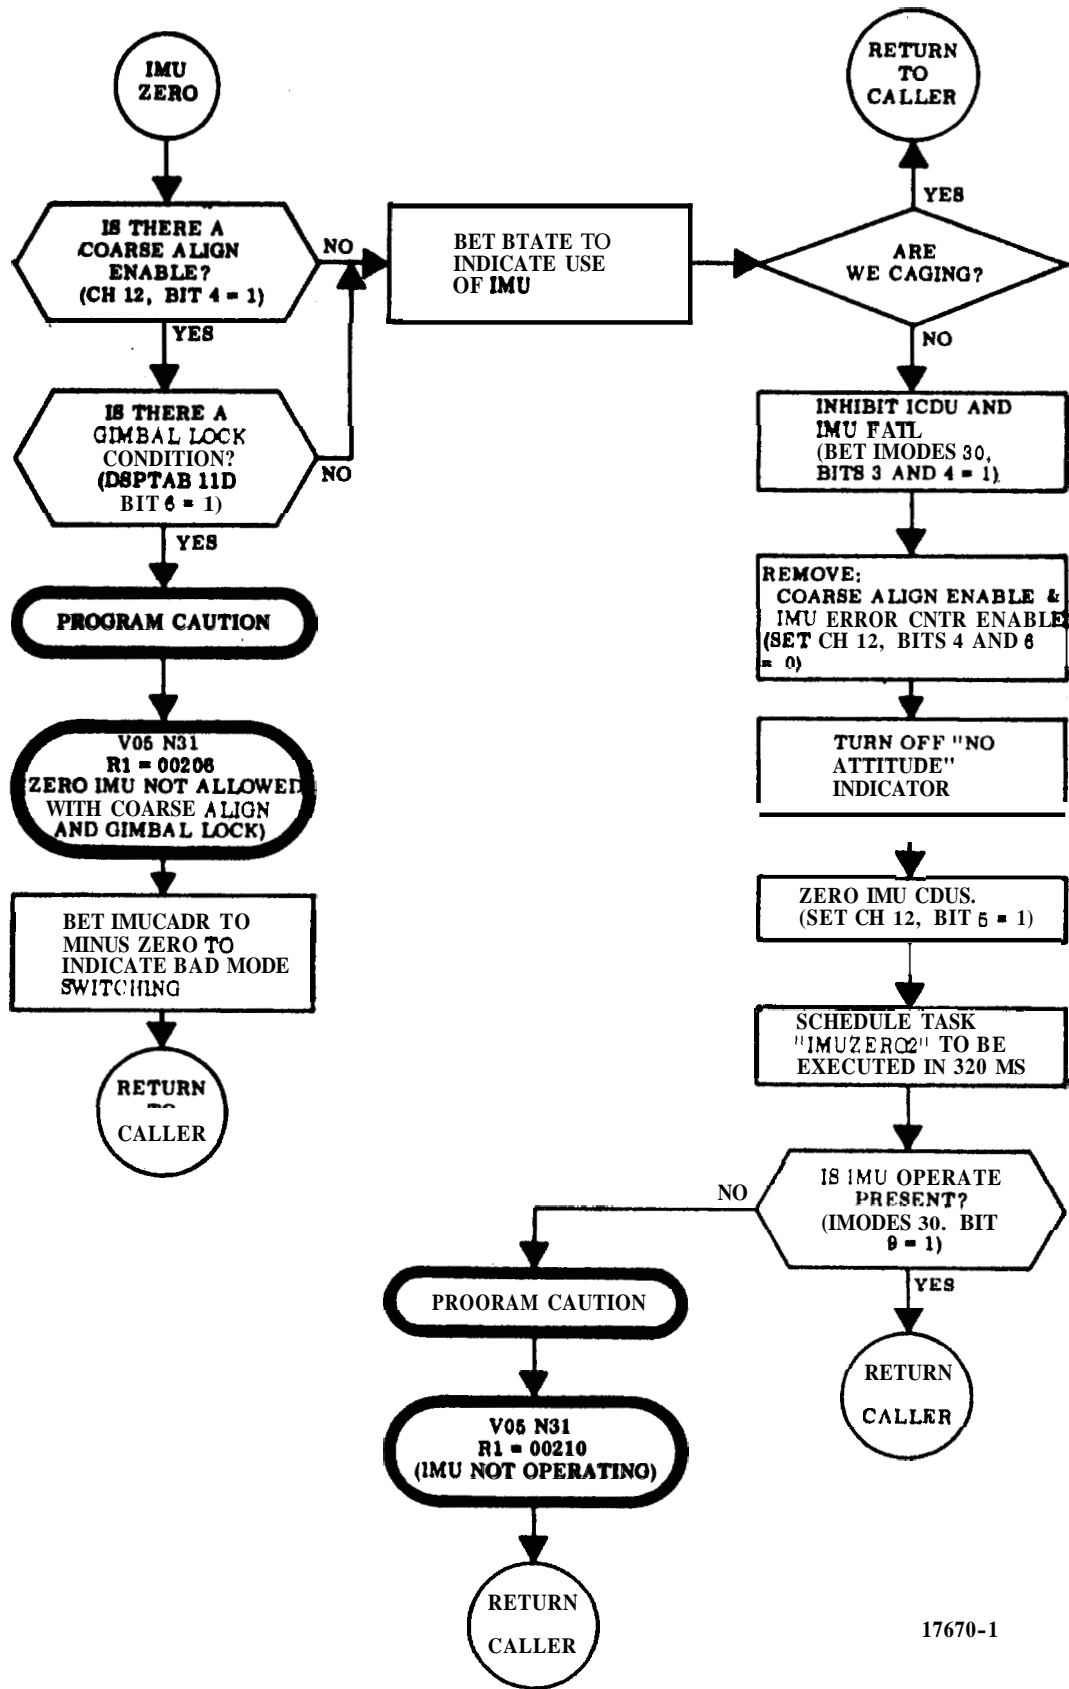 IMU
ZERO
IS THERE A
COARSE ALIGN
ENABLE?
(CH 12, BIT 4 = 1)
NO
YES
IS THERE A
GIMBAL LOCK
CONDITION?
(DSPTAB 11D
BIT 6 = 1)
NO
YES
PROGRAM CAUTION
V05 N31
R1 = 00206
ZERO IMU NOT ALLOWED
WITH COARSE ALIGN
AND GIMBAL LOCK)
BET IMUCADR TO
MINUS ZERO TO
INDICATE BAD MODE
SWITCHING
RETURN
TO
CALLER
BET BTATE TO
INDICATE USE
OF IMU
RETURN
TO
CALLER
YES
ARE
WE CAGING?
NO
INHIBIT ICDU AND
IMU FATL
(BET IMODES 30,
BITS 3 AND 4 = 1)
REMOVE:
COARSE ALIGN ENABLE &
IMU ERROR CNTR ENABLE
(SET CH 12, BITS 4 AND 6
= 0)
TURN OFF "NO
ATTITUDE"
INDICATOR
ZERO IMU CDUS.
(SET CH 12, BIT 5 = 1)
SCHEDULE TASK
"IMUZERO2" TO BE
EXECUTED IN 320 MS
IS IMU OPERATE
PRESENT?
(IMODES 30. BIT
9 = 1)
NO
YES
RETURN
CALLER
PROORAM CAUTION
V05 N31
R1 = 00210
(IMU NOT OPERATING)
RETURN
CALLER
17670-1